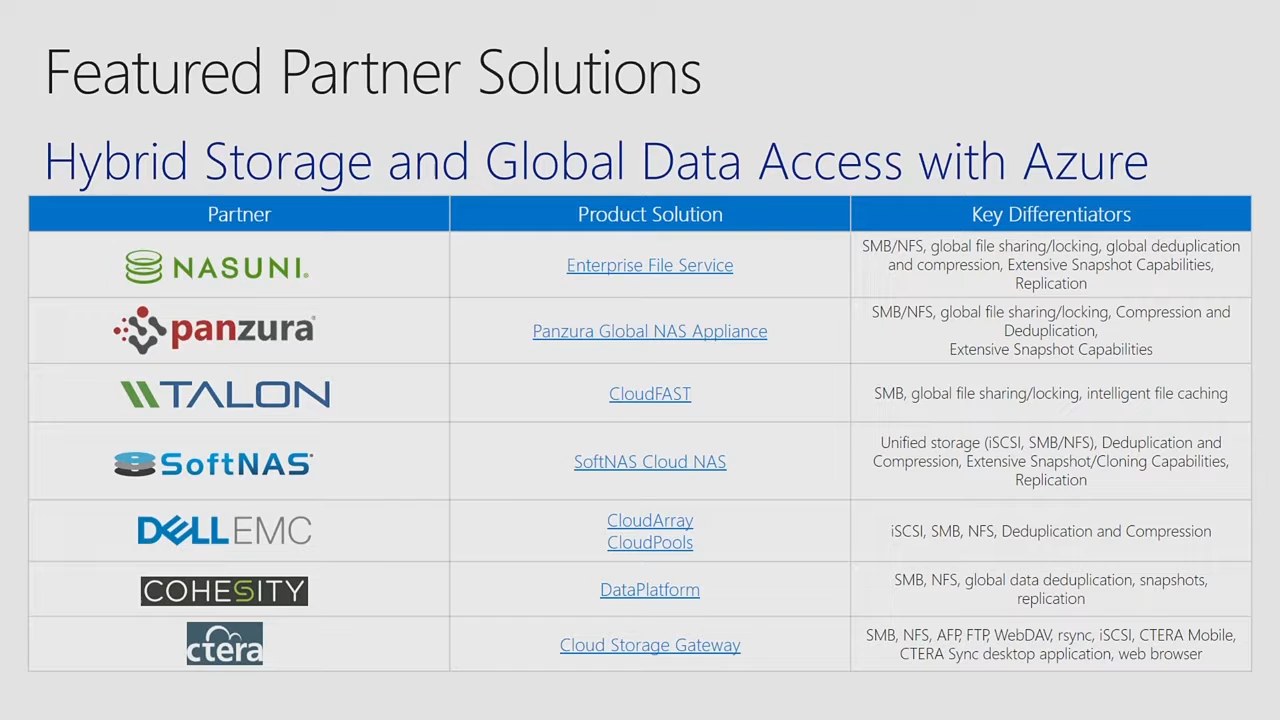 Featured Partner Solutions
Hybrid Storage and Global Data Access with Azure
Partner
Product Solution
Key Differentiators
NASUNI.
Enterprise File Service
SMB/NFS, global file sharing/locking, global deduplication
and compression, Extensive Snapshot Capabilities,
Replication
panzura
Panzura Global NAS Appliance
SMB/NFS, global file sharing/locking, Compression and
Deduplication,
Extensive Snapshot Capabilities
TALON
CloudFAST
SMB, global file sharing/locking, intelligent file caching
SoftNAS
SoftNAS Cloud NAS
Unified storage (iSCSI, SMB/NFS), Deduplication and
Compression, Extensive Snapshot/Cloning Capabilities,
Replication
DELL EMC
CloudArray
CloudPools
iSCSI, SMB, NFS, Deduplication and Compression
COHESITY
DataPlatform
SMB, NFS, global data deduplication, snapshots,
replication
ctera
Cloud Storage Gateway
SMB, NFS, AFP, FTP, WebDAV, rsync, iSCSI, CTERA Mobile,
CTERA Sync desktop application, web browser